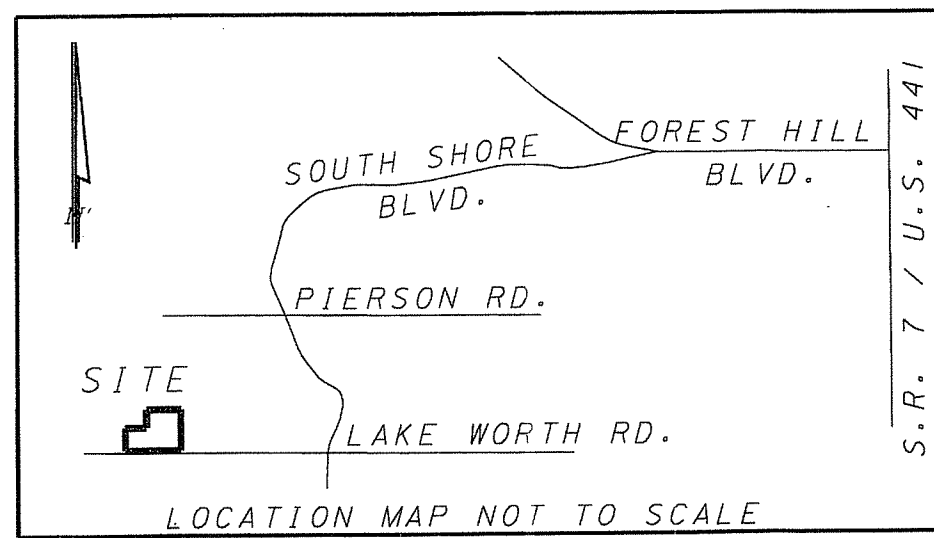 FOREST HILL
BLVD.
SOUTH SHORE
BLVD.
S.R. 7 / U.S. 441
N
PIERSON RD.
SITE
LAKE WORTH RD.
LOCATION MAP NOT TO SCALE